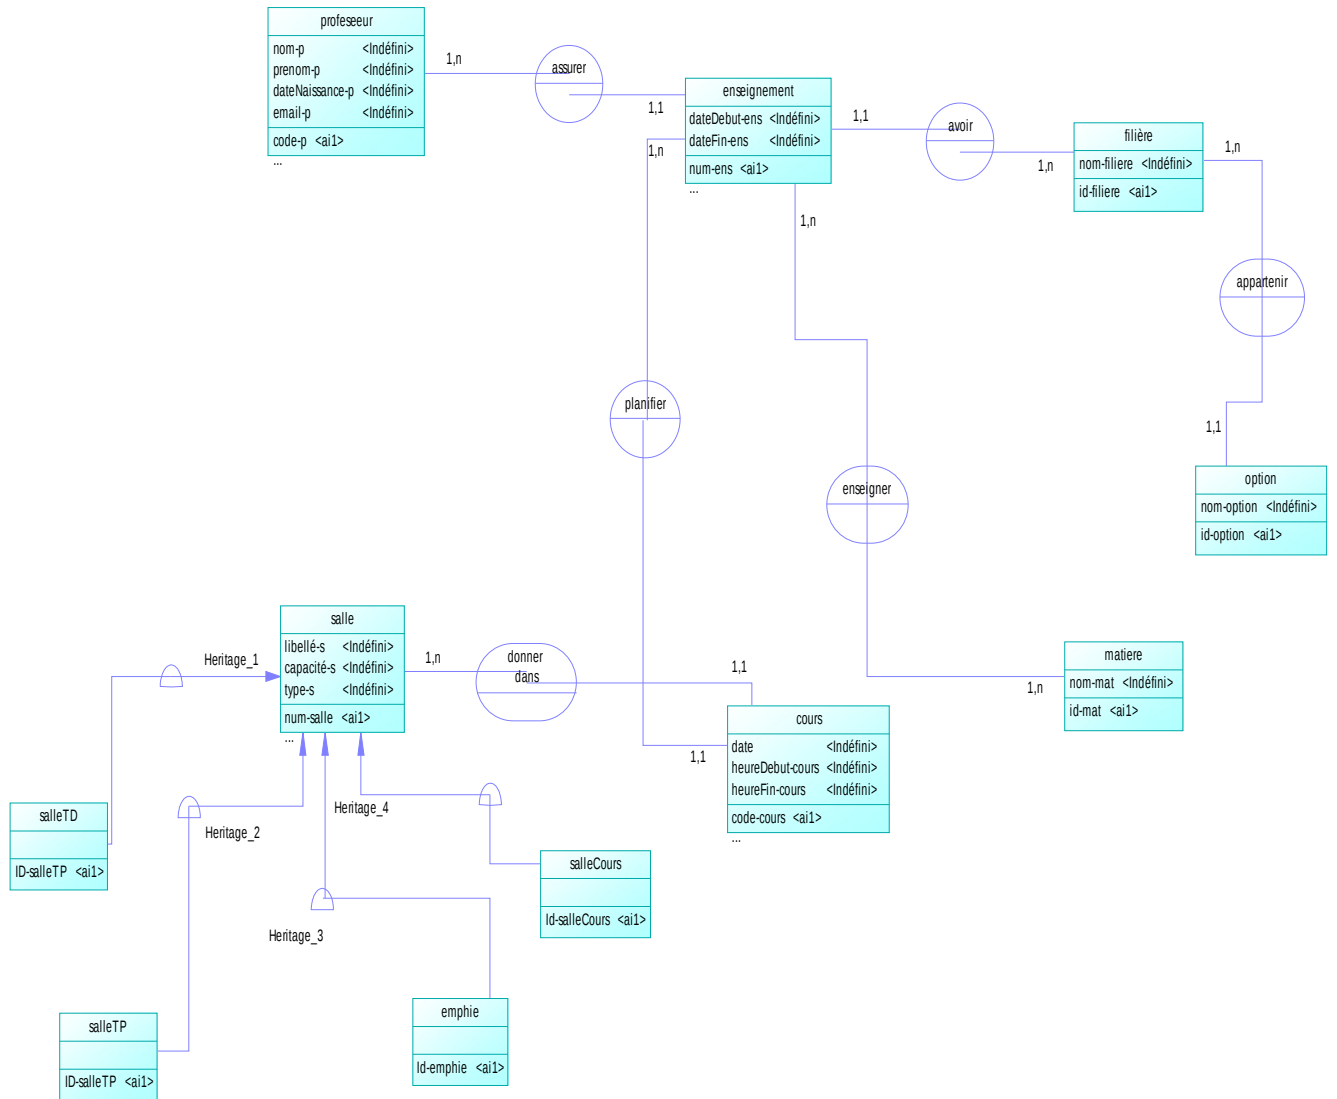 profeseeur
nom-p <Indéfini>
prenom-p <Indéfini>
dateNaissance-p <Indéfini>
email-p <Indéfini>
code-p <ai1>
...
1,n
assurer
1,1
enseignement
dateDebut-ens <Indéfini>
dateFin-ens <Indéfini>
num-ens <ai1>
...
1,n
1,n
1,1
avoir
1,n
filière
nom-filiere <Indéfini>
id-filiere <ai1>
1,n
appartenir
1,1
option
nom-option <Indéfini>
id-option <ai1>
planifier
enseigner
salle
libellé-s <Indéfini>
capacité-s <Indéfini>
type-s <Indéfini>
num-salle <ai1>
...
1,n
donner
dans
1,1
1,1
cours
date <Indéfini>
heureDebut-cours <Indéfini>
heureFin-cours <Indéfini>
code-cours <ai1>
...
1,n
matiere
nom-mat <Indéfini>
id-mat <ai1>
Heritage_1
Heritage_2
Heritage_4
Heritage_3
salleTD
ID-salleTP <ai1>
salleCours
Id-salleCours <ai1>
salleTP
ID-salleTP <ai1>
emphie
Id-emphie <ai1>